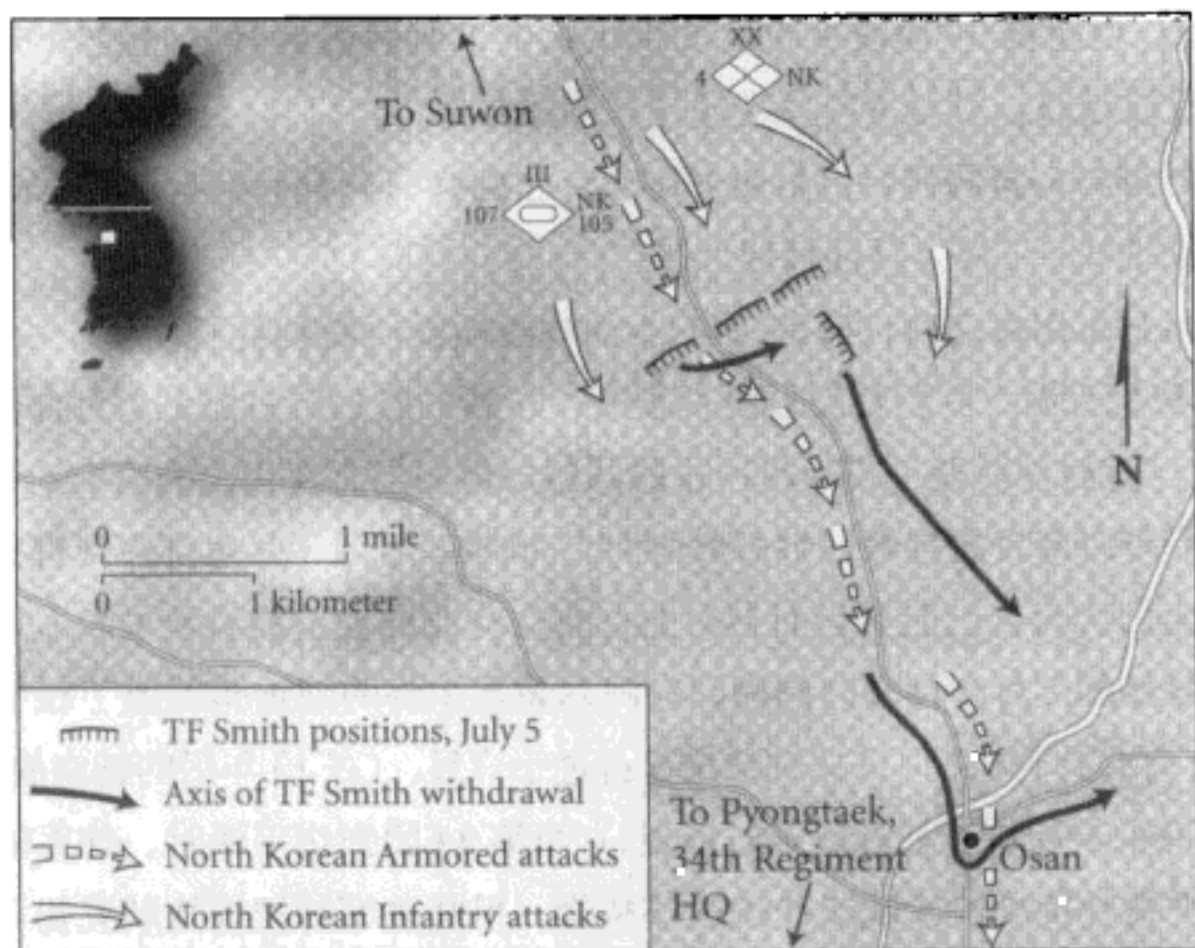 XX
4 NK
To Suwon
III
107 NK
105
N
0 1 mile
0 1 kilometer
TF Smith positions, July 5
Axis of TF Smith withdrawal
North Korean Armored attacks
North Korean Infantry attacks
To Pyongtaek,
34th Regiment
HQ
Osan